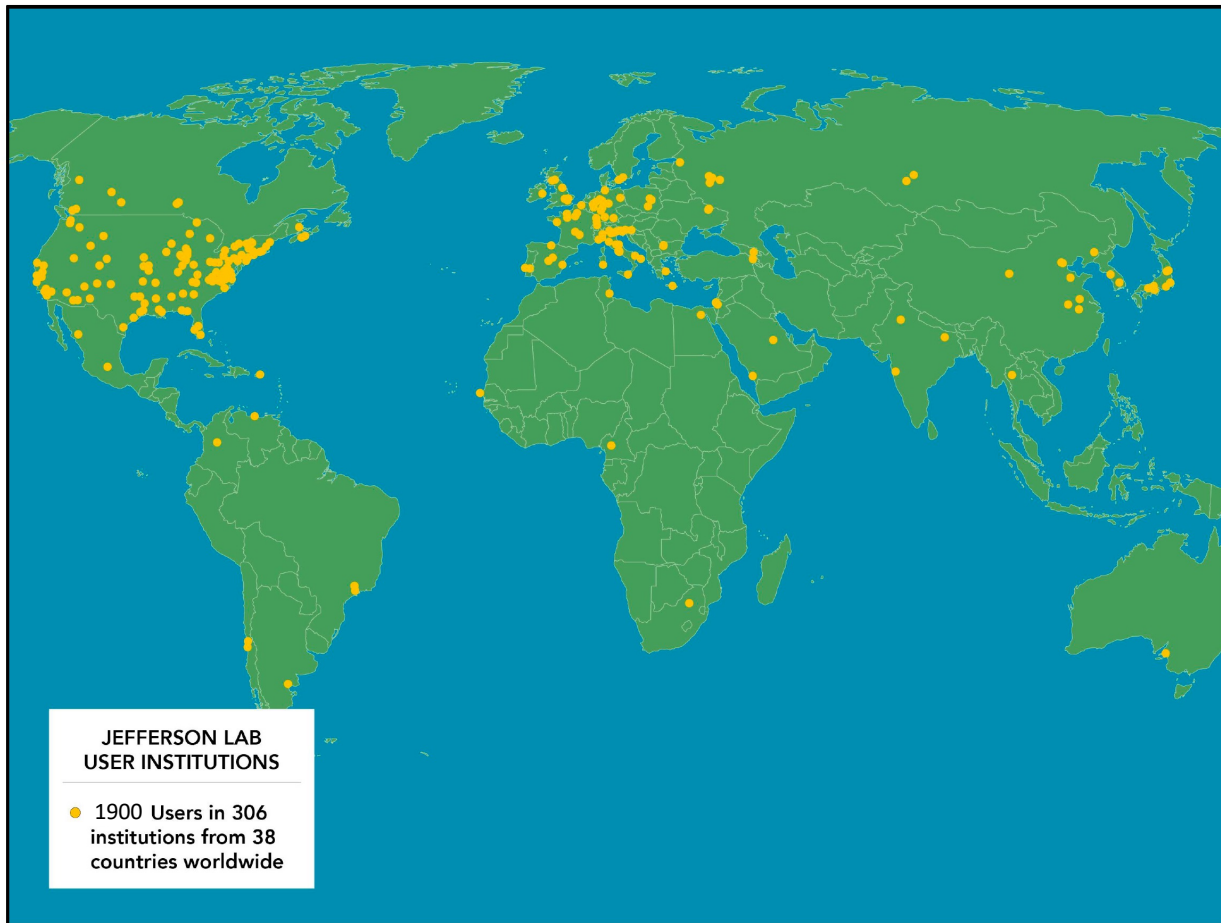 JEFFERSON LAB
USER INSTITUTIONS
1900 Users in 306
institutions from 38
countries worldwide